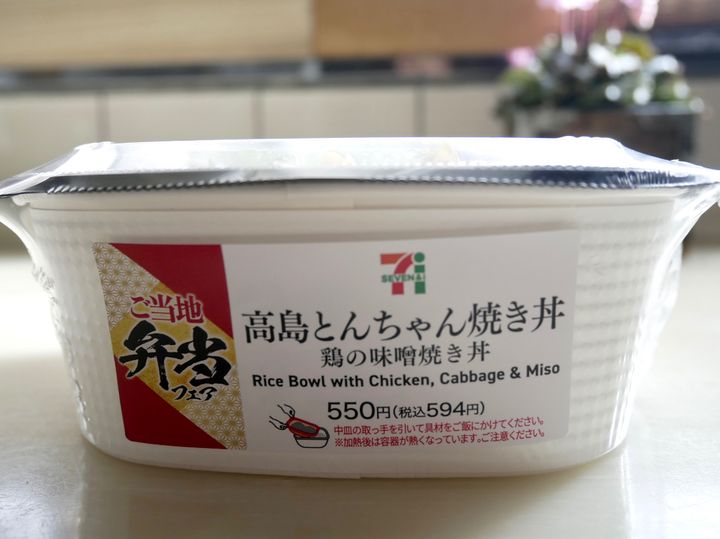 ご当地
弁当
フェア
7i
SEVEN&i
高島とんちゃん焼き丼
鶏の味噌焼き丼
Rice Bowl with Chicken, Cabbage & Miso
550円(税込594円)
中皿の取っ手を引いて具材をご飯にかけてください。
※加熱後は容器が熱くなっています。ご注意ください。